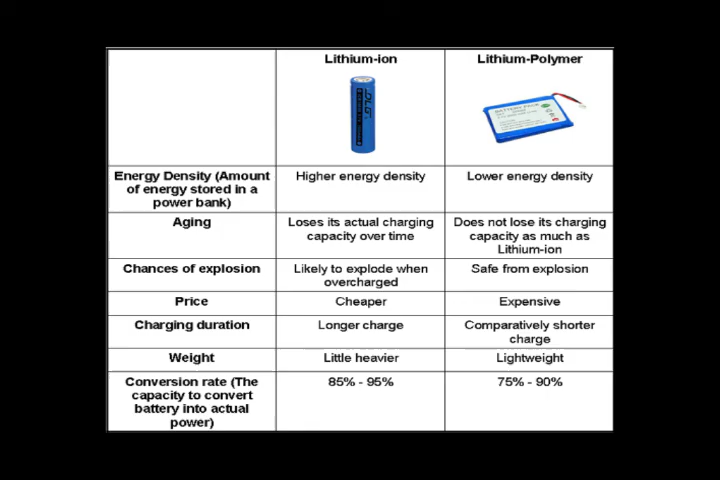 Lithium-ion
Lithium-Polymer
Energy Density (Amount
of energy stored in a
power bank)
Higher energy density
Lower energy density
Aging
Loses its actual charging
capacity over time
Does not lose its charging
capacity as much as
Lithium-ion
Chances of explosion
Likely to explode when
overcharged
Safe from explosion
Price
Cheaper
Expensive
Charging duration
Longer charge
Comparatively shorter
charge
Weight
Little heavier
Lightweight
Conversion rate (The
capacity to convert
battery into actual
power)
85% - 95%
75% - 90%